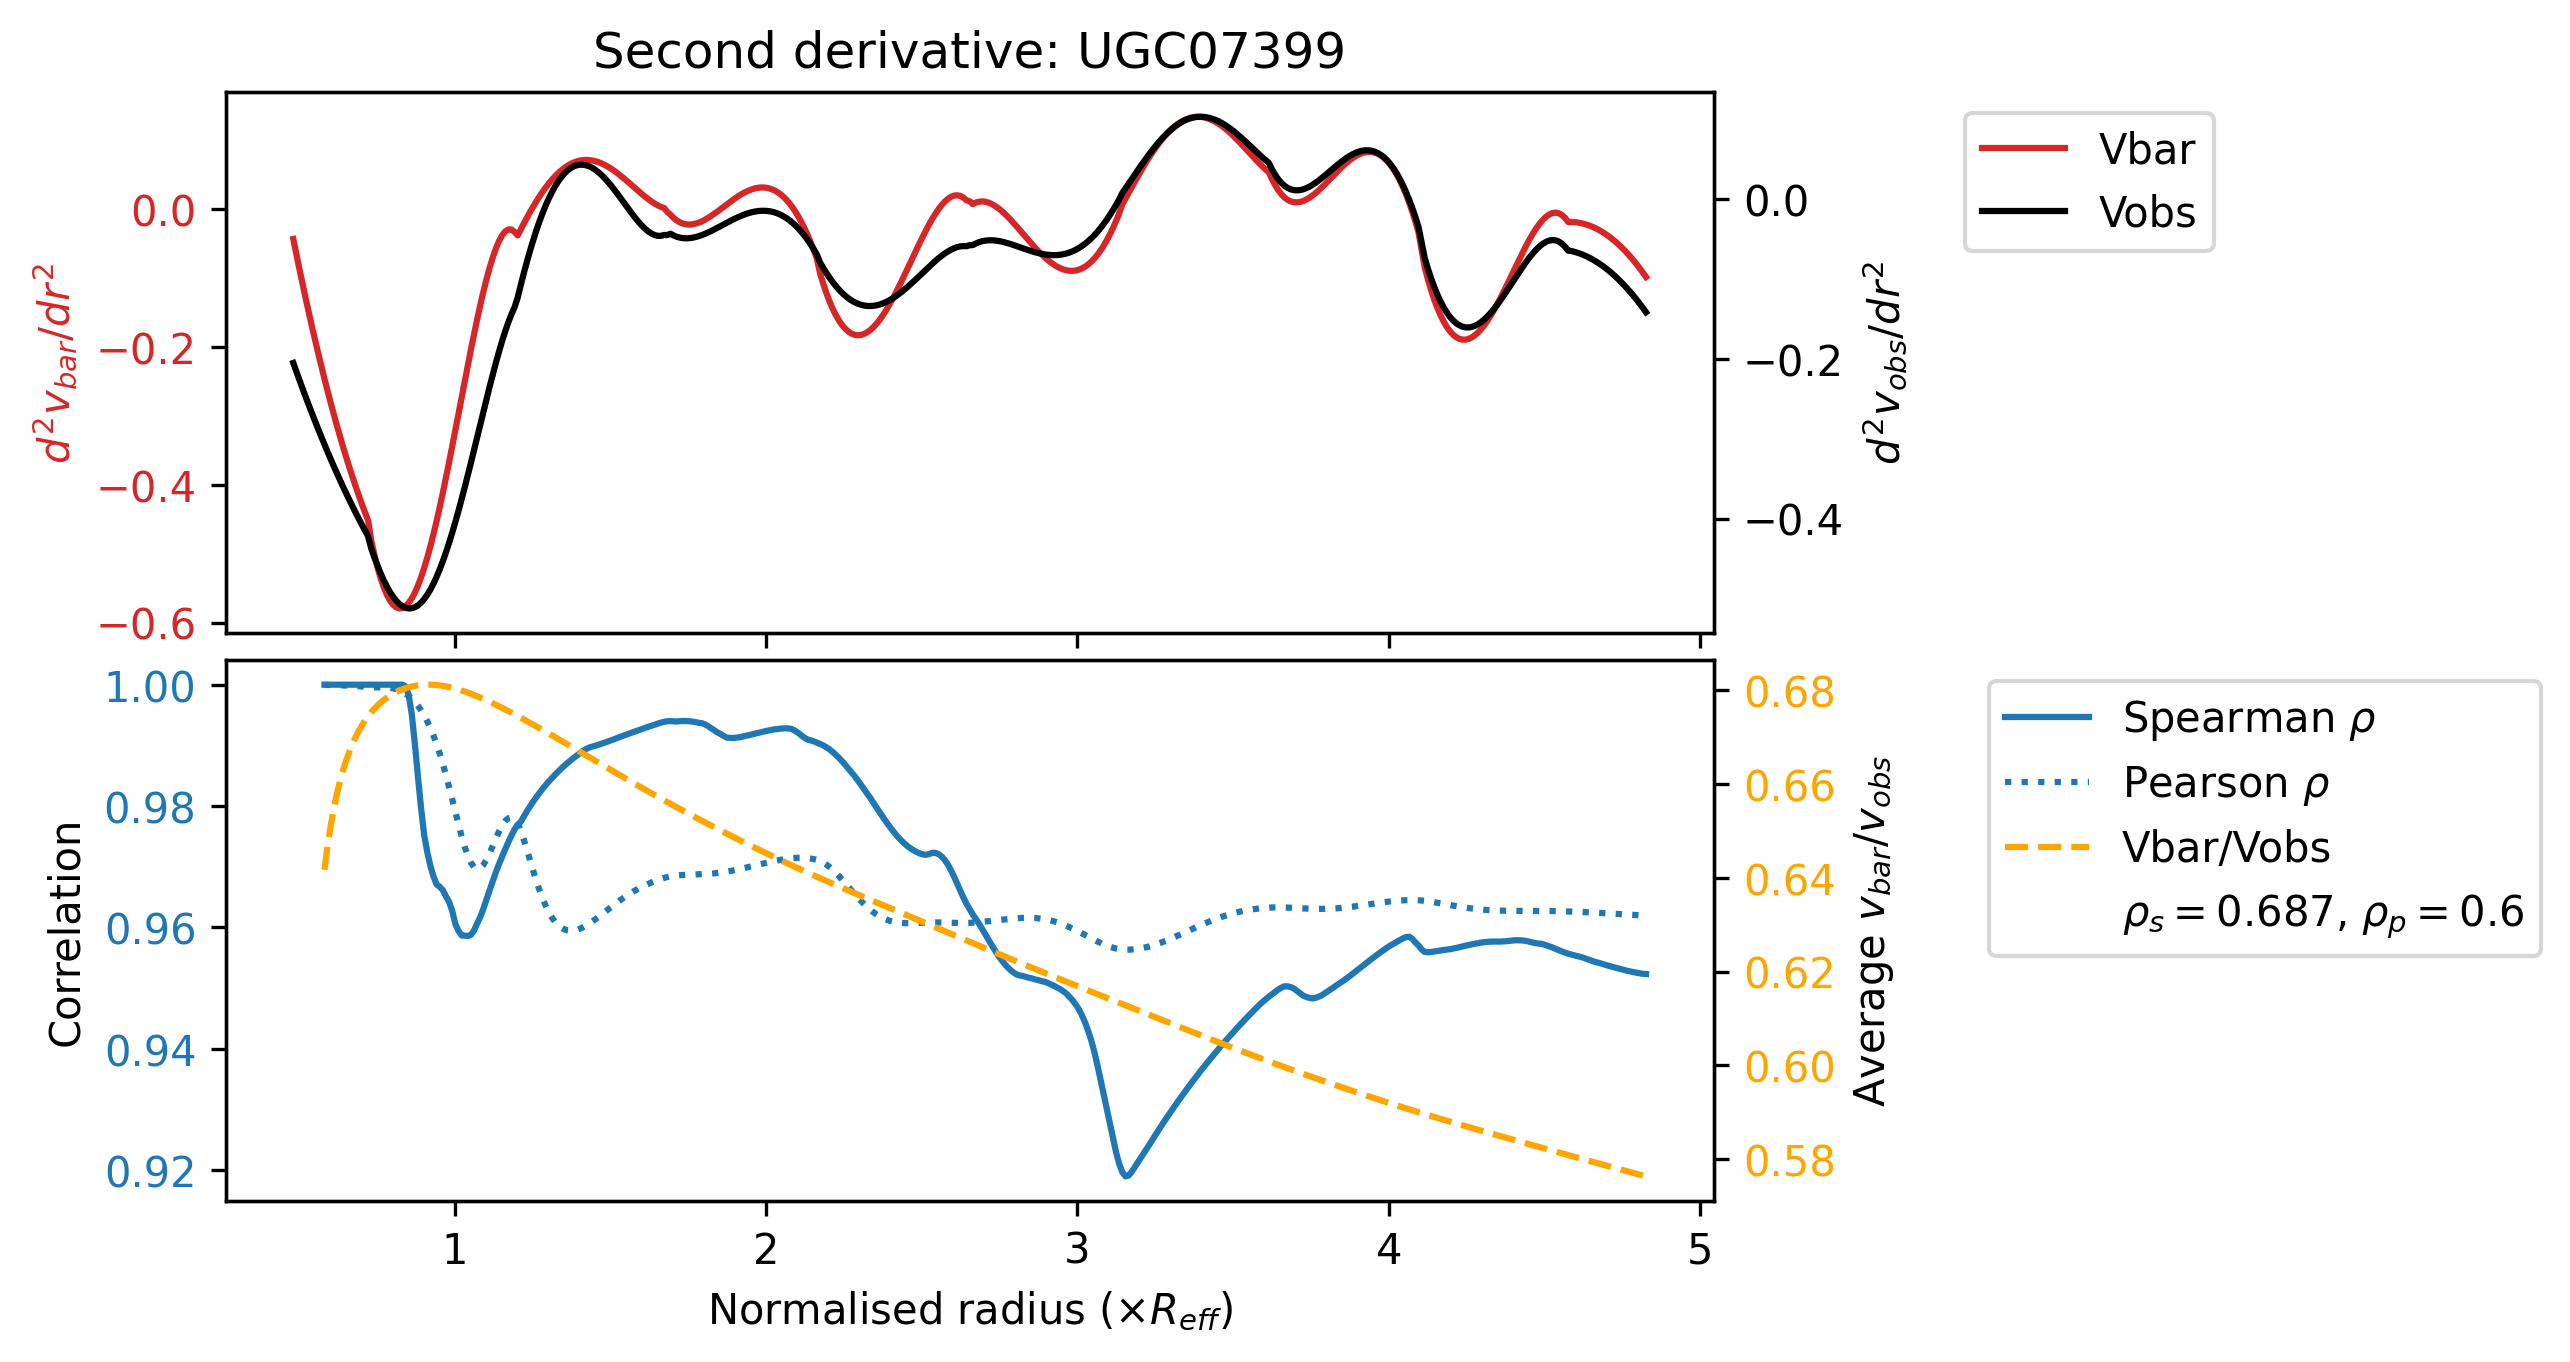 Second derivative: UGC07399
d²v_bar/dr²
0.0
−0.2
−0.4
−0.6
0.0
−0.2
−0.4
d²v_obs/dr²
Vbar
Vobs
Correlation
1.00
0.98
0.96
0.94
0.92
0.68
0.66
0.64
0.62
0.60
0.58
Average v_bar/v_obs
Spearman ρ
Pearson ρ
Vbar/Vobs
ρ_s = 0.687, ρ_p = 0.6
1 2 3 4 5
Normalised radius (×R_eff)